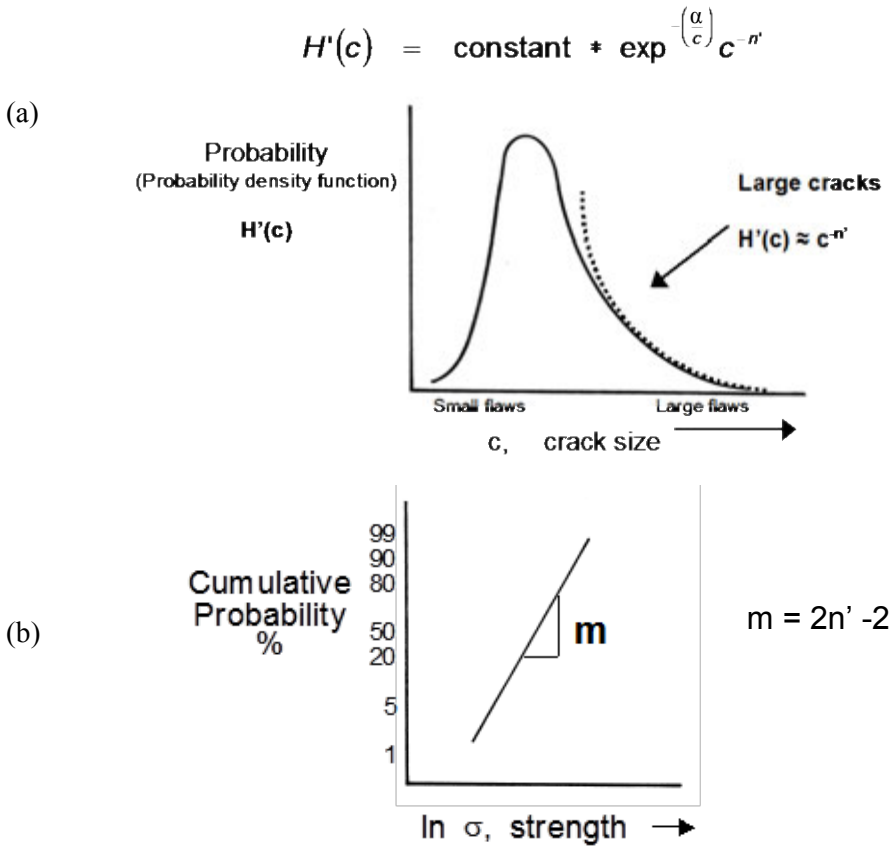 H'(c) = constant * exp^-(α/c) c^-n'
(a)
Probability
(Probability density function)
H'(c)
Large cracks
H'(c) ≈ c^-n'
Small flaws Large flaws
c, crack size
(b)
Cumulative
Probability
%
99
90
80
50
20
5
1
m
m = 2n' -2
ln σ, strength